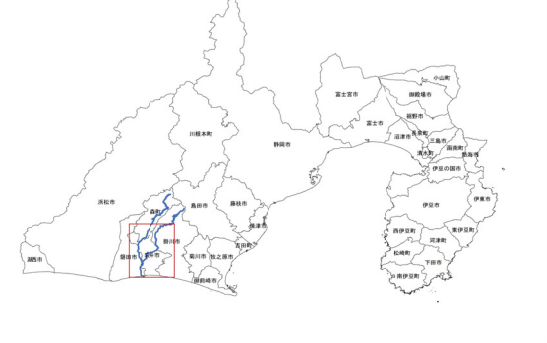 小山町
御殿場市
富士宮市
裾野市
富士市
長泉町
沼津市
川根本町
三島市
静岡市
函南町
清水町
熱海市
伊豆の国市
伊東市
浜松市
島田市
藤枝市
伊豆市
森町
焼津市
西伊豆町
東伊豆町
掛川市
河津町
吉田町
松崎町
磐田市
菊川市
牧之原市
湖西市
下田市
南伊豆町
御前崎市